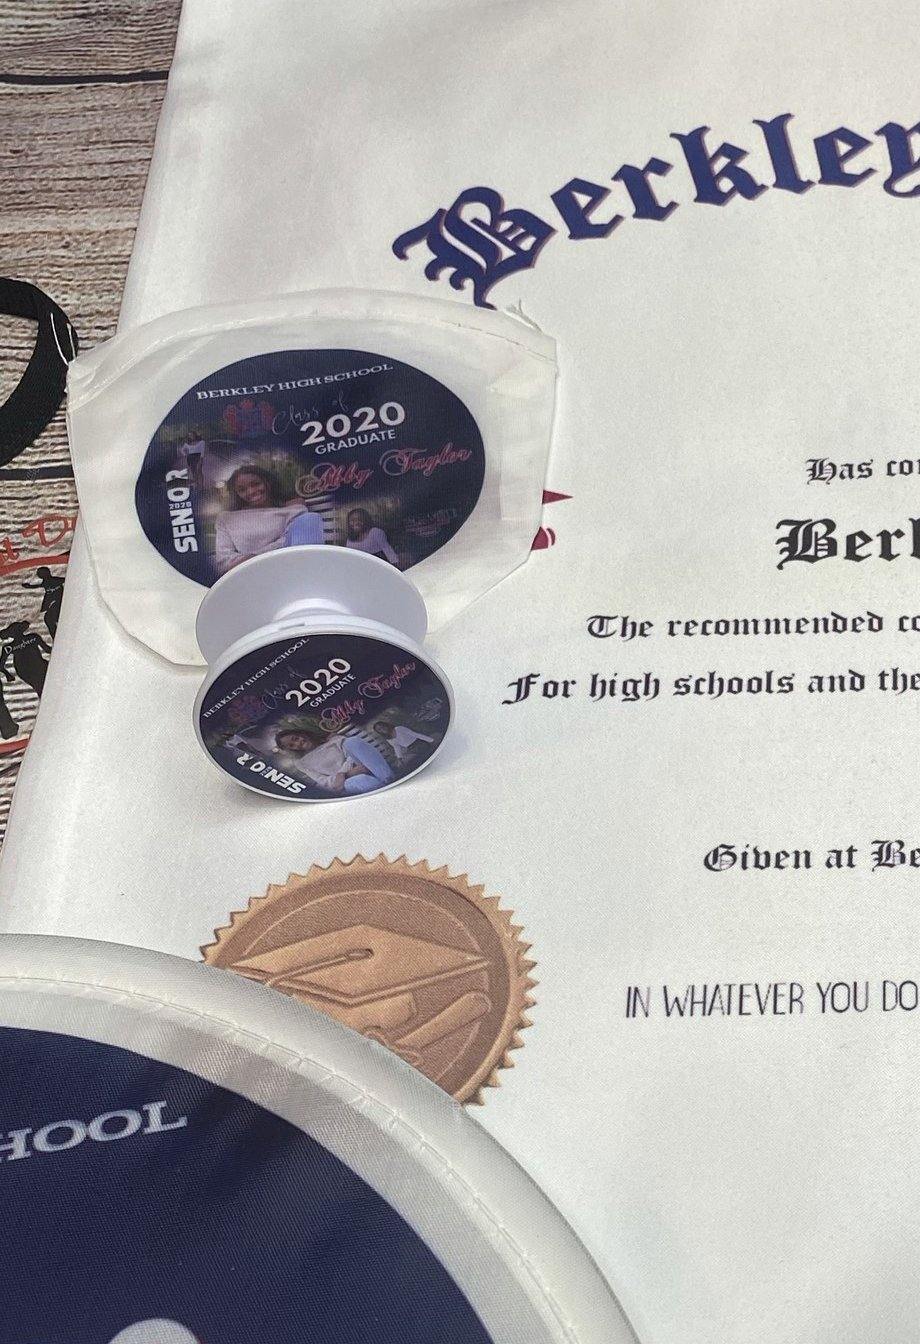 Berkley
BERKLEY HIGH SCHOOL
Class of
2020
GRADUATE
Abby Taylor
SENIOR
2020
Has co
Berk
The recommended co
For high schools and the
BERKLEY HIGH SCHOOL
Class of
2020
GRADUATE
Abby Taylor
SENIOR
Daughter
Given at Be
IN WHATEVER YOU DO
HOOL